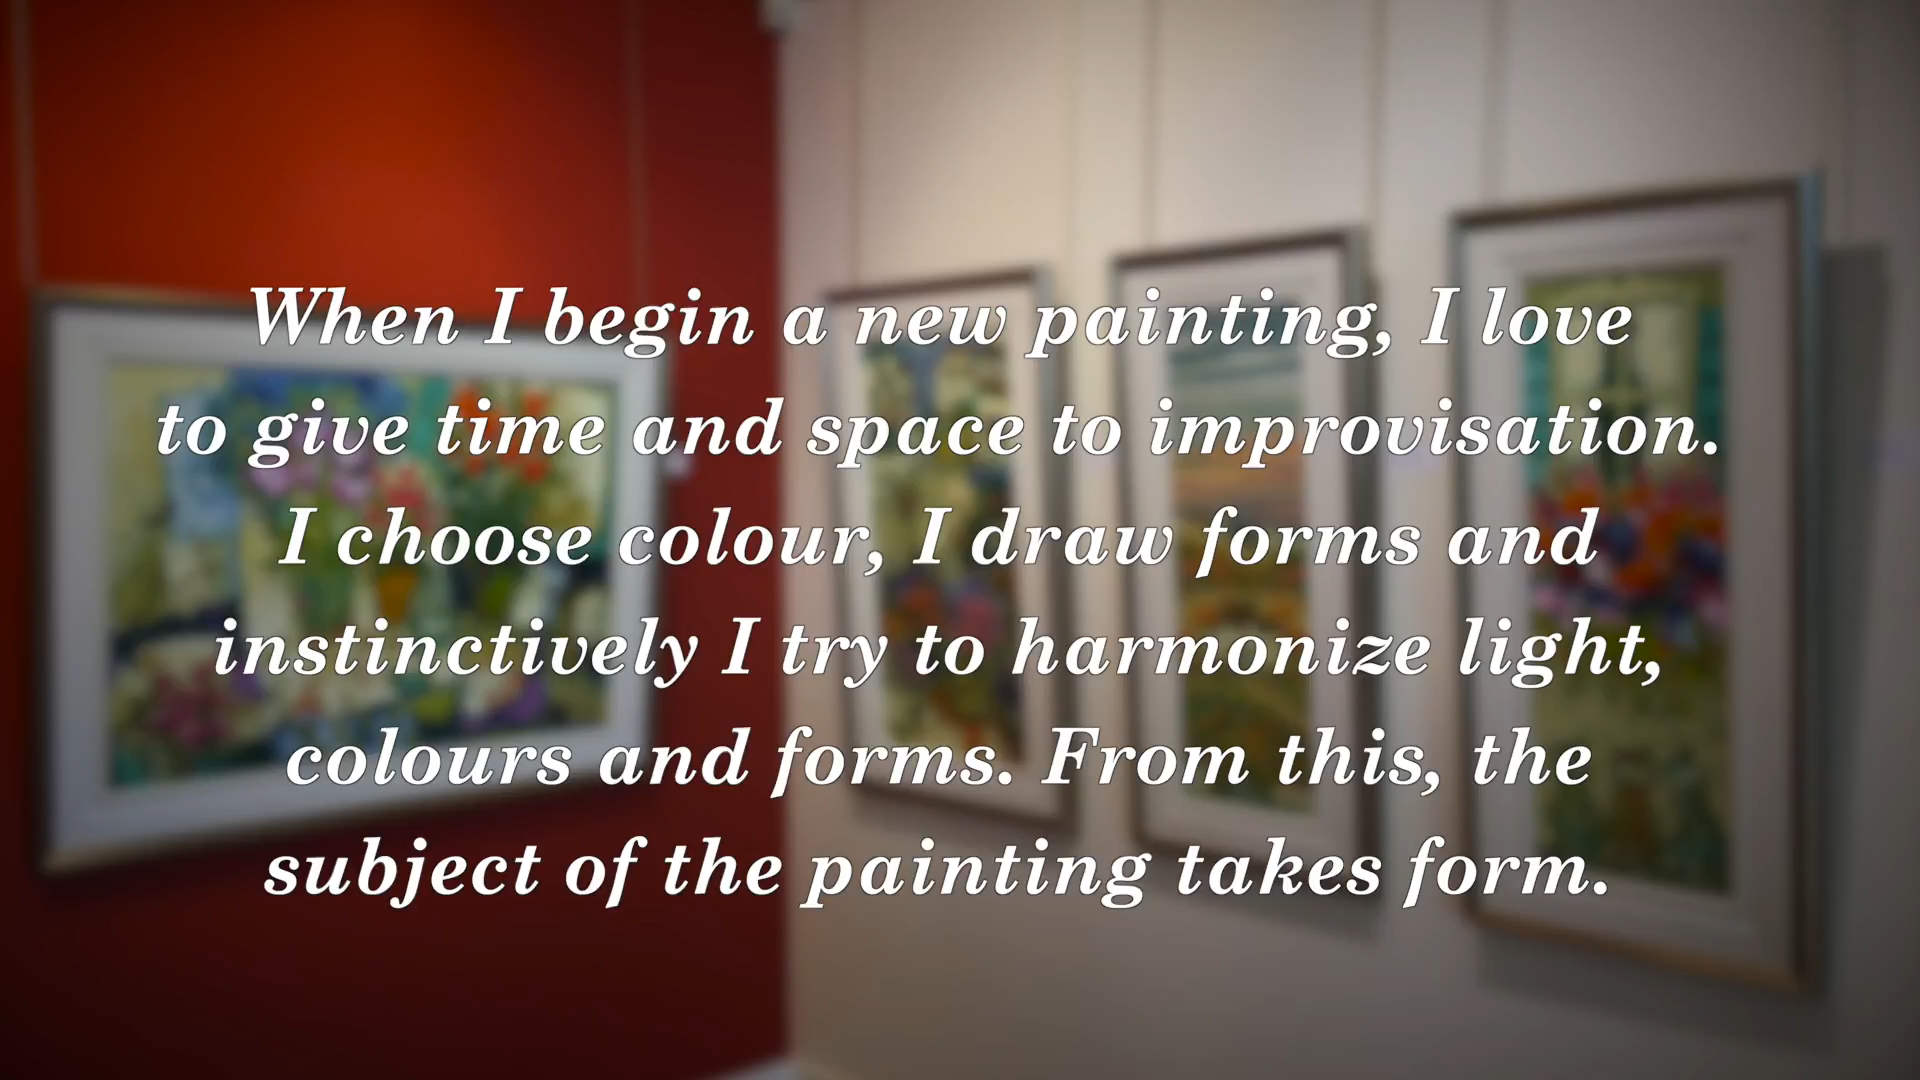 When I begin a new painting, I love
to give time and space to improvisation.
I choose colour, I draw forms and
instinctively I try to harmonize light,
colours and forms. From this, the
subject of the painting takes form.